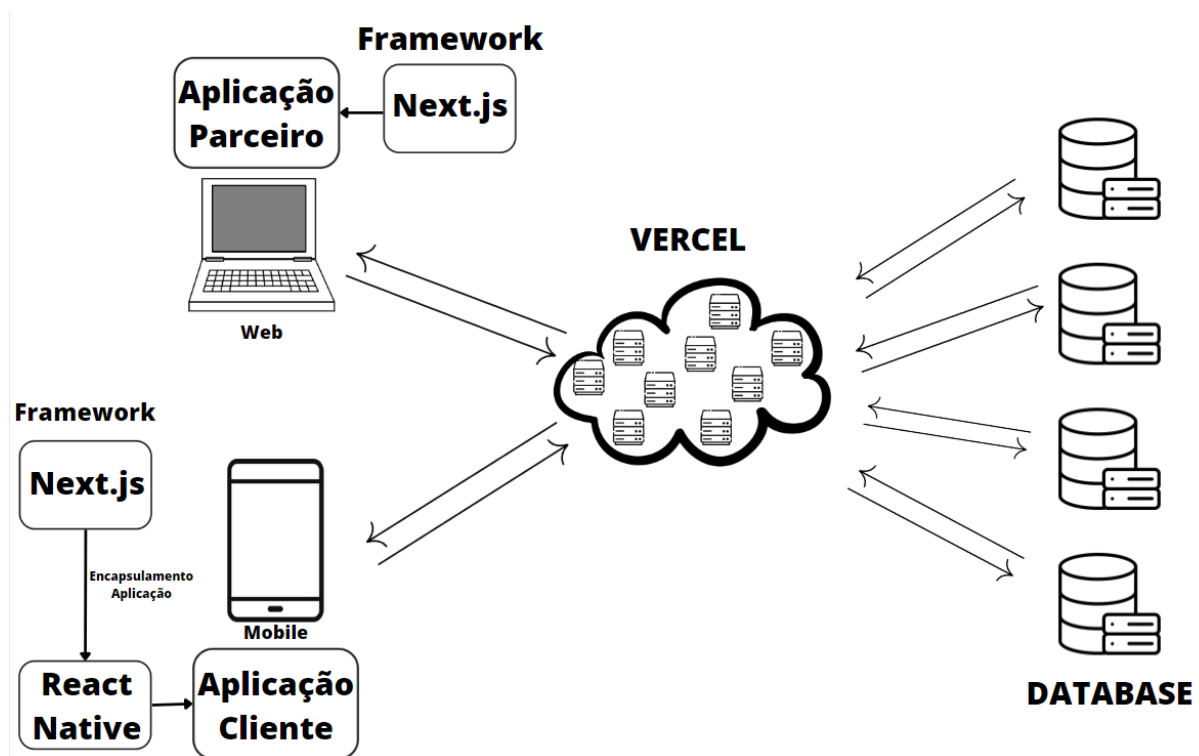 Framework
Aplicação
Parceiro
Next.js
Web
VERCEL
Framework
Next.js
Encapsulamento
Aplicação
Mobile
React
Native
Aplicação
Cliente
DATABASE